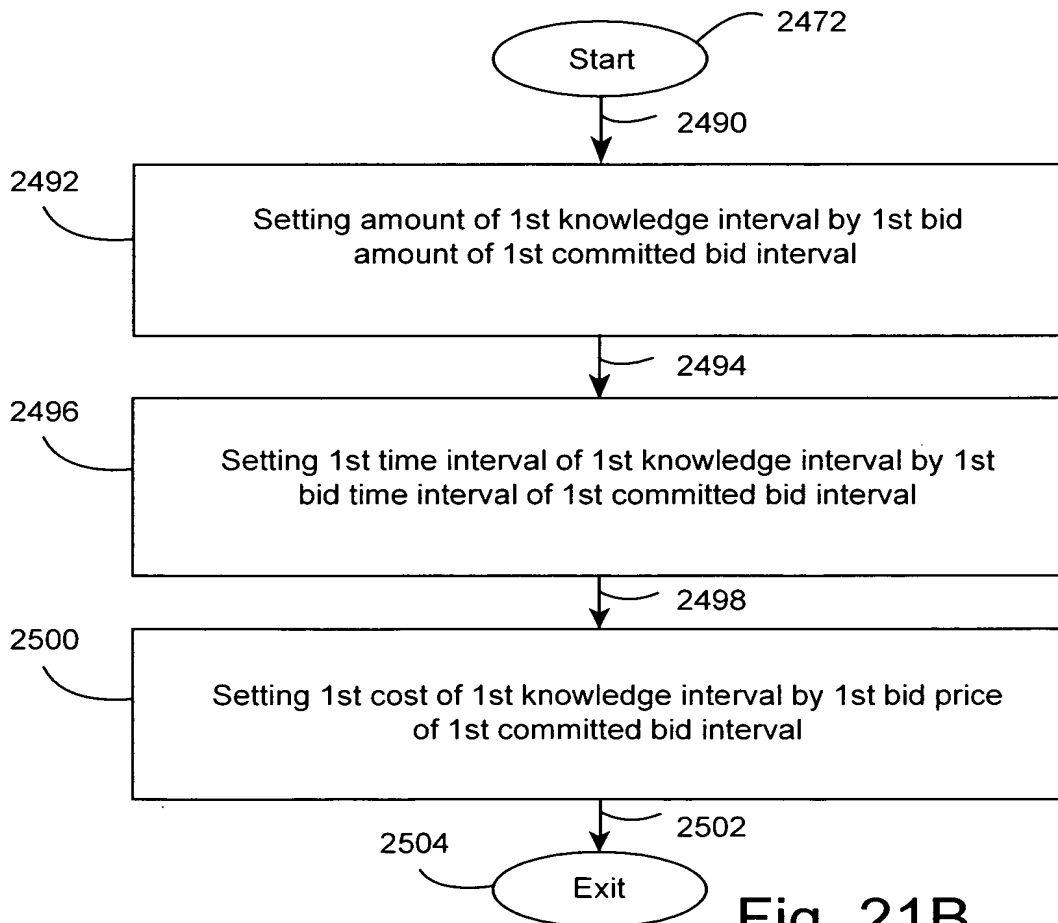 2472
Start
2490
2492
Setting amount of 1st knowledge interval by 1st bid
amount of 1st committed bid interval
2494
2496
Setting 1st time interval of 1st knowledge interval by 1st
bid time interval of 1st committed bid interval
2498
2500
Setting 1st cost of 1st knowledge interval by 1st bid price
of 1st committed bid interval
2502
2504
Exit
Fig. 21B